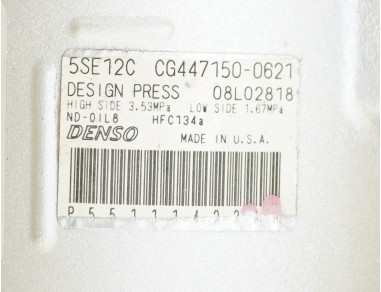 5SE12C CG447150-0621
DESIGN PRESS 08L02818
HIGH SIDE 3.53MPa LOW SIDE 1.67MPa
ND-OIL8 HFC134a
DENSO MADE IN U.S.A.